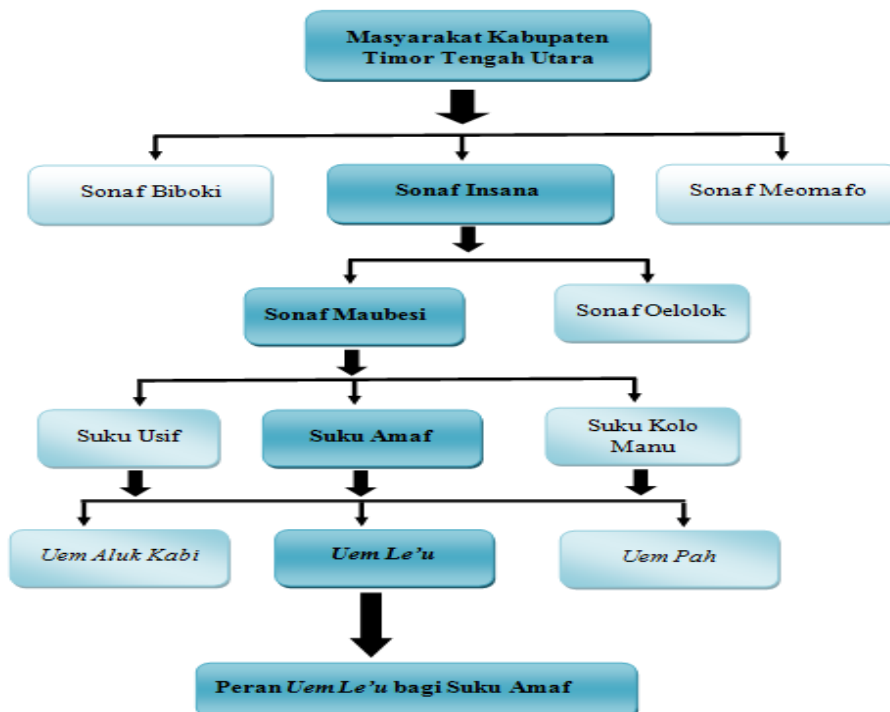 Masyarakat Kabupaten
Timor Tengah Utara
Sonaf Biboki
Sonaf Insana
Sonaf Meomafo
Sonaf Maubesi
Sonaf Oelolok
Suku Usif
Suku Amaf
Suku Kolo
Manu
Uem Aluk Kabi
Uem Le’u
Uem Pah
Peran Uem Le’u bagi Suku Amaf